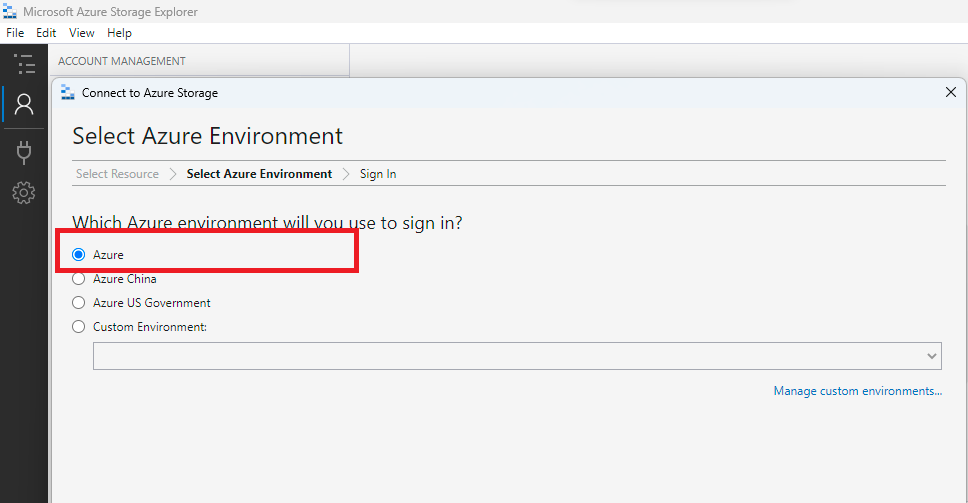 Microsoft Azure Storage Explorer
File Edit View Help
ACCOUNT MANAGEMENT
Connect to Azure Storage
Select Azure Environment
Select Resource Select Azure Environment Sign In
Which Azure environment will you use to sign in?
Azure
Azure China
Azure US Government
Custom Environment:
Manage custom environments...